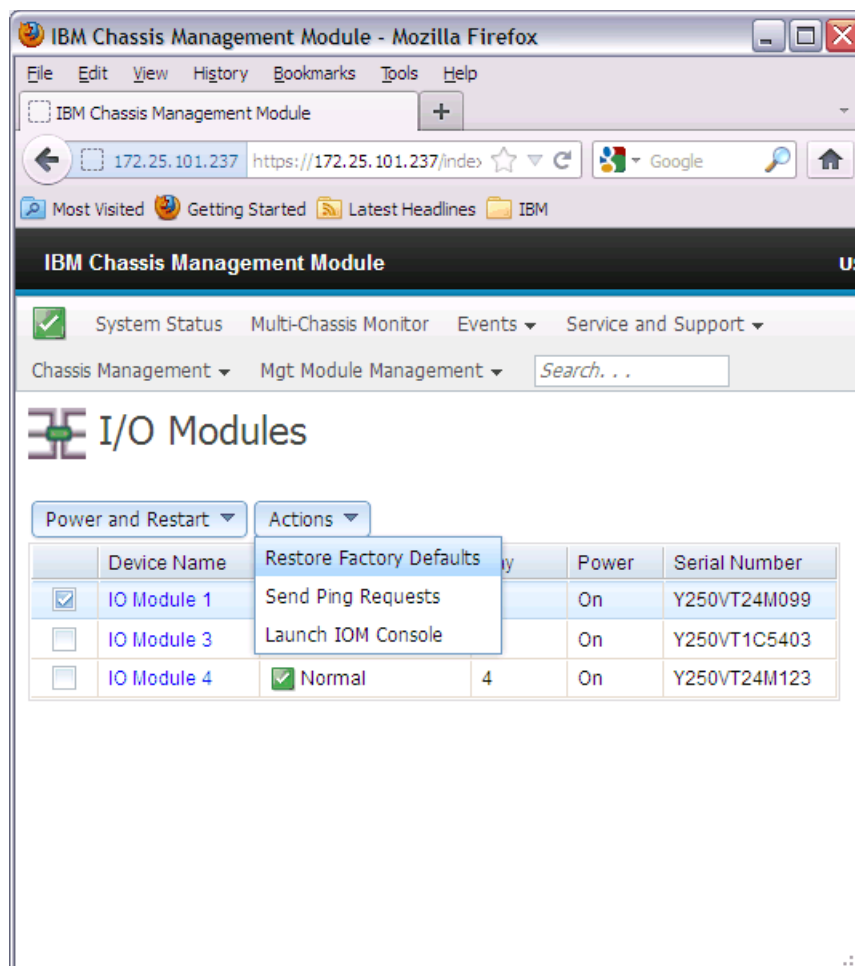 IBM Chassis Management Module - Mozilla Firefox
File Edit View History Bookmarks Tools Help
IBM Chassis Management Module +
172.25.101.237 https://172.25.101.237/inde Google
Most Visited Getting Started Latest Headlines IBM
IBM Chassis Management Module
System Status Multi-Chassis Monitor Events Service and Support
Chassis Management Mgt Module Management Search. . .
I/O Modules
Power and Restart Actions
Device Name Restore Factory Defaults Power Serial Number
IO Module 1 Send Ping Requests On Y250VT24M099
IO Module 3 Launch IOM Console On Y250VT1C5403
IO Module 4 Normal 4 On Y250VT24M123